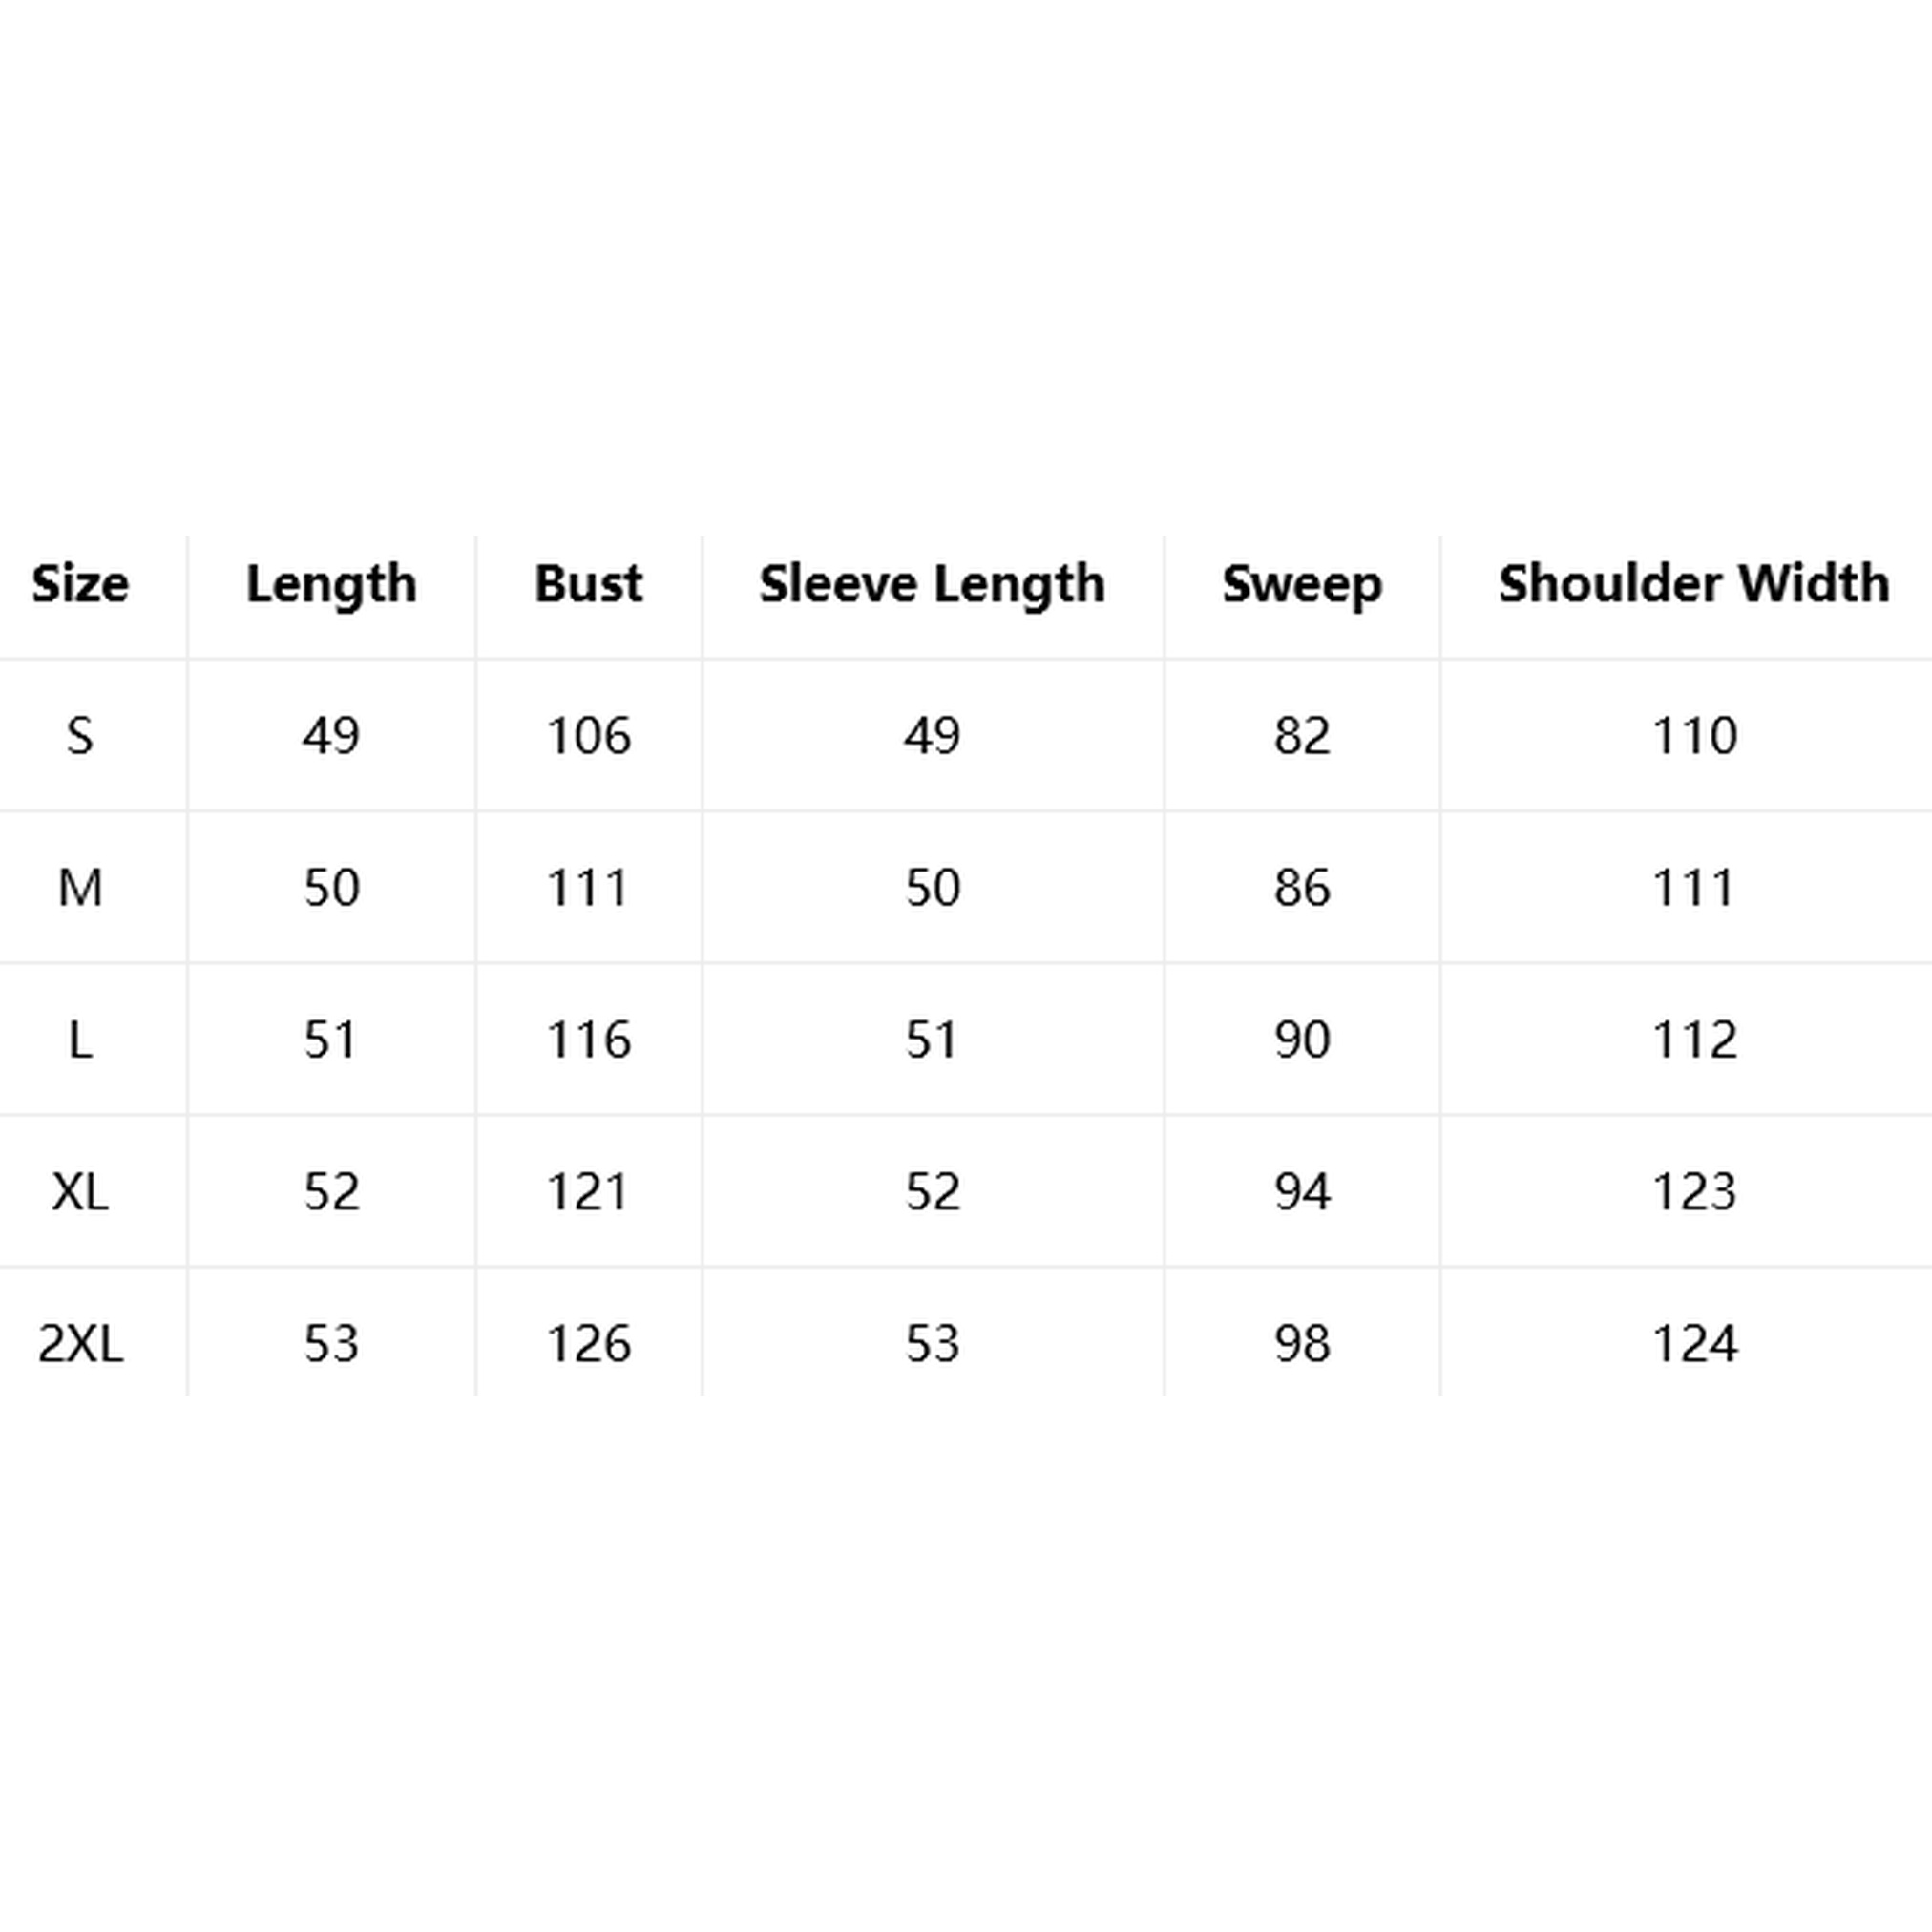 Size Length Bust Sleeve Length Sweep Shoulder Width
S 49 106 49 82 110
M 50 111 50 86 111
L 51 116 51 90 112
XL 52 121 52 94 123
2XL 53 126 53 98 124